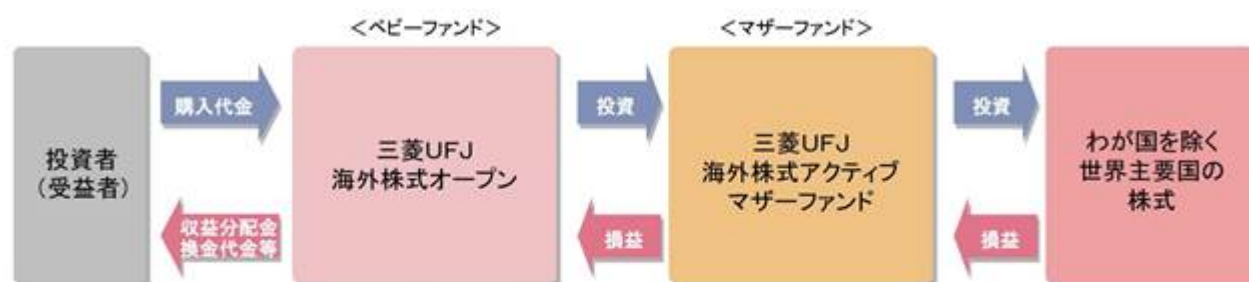 <ベビーファンド>
<マザーファンド>
投資者
(受益者)
購入代金
収益分配金
換金代金等
三菱UFJ
海外株式オープン
投資
損益
三菱UFJ
海外株式アクティブ
マザーファンド
投資
損益
わが国を除く
世界主要国の
株式